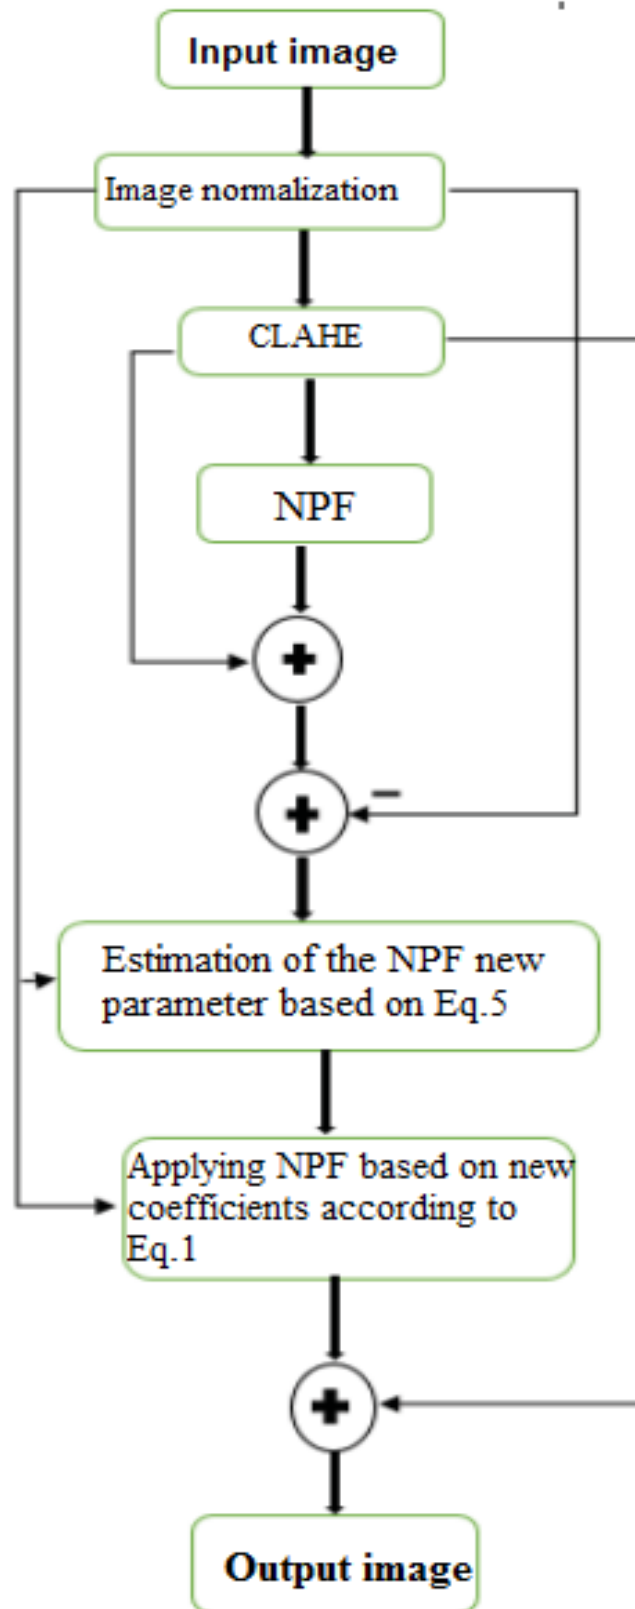 Input image
Image normalization
CLAHE
NPF
+
+
−
Estimation of the NPF new
parameter based on Eq.5
Applying NPF based on new
coefficients according to
Eq.1
+
Output image